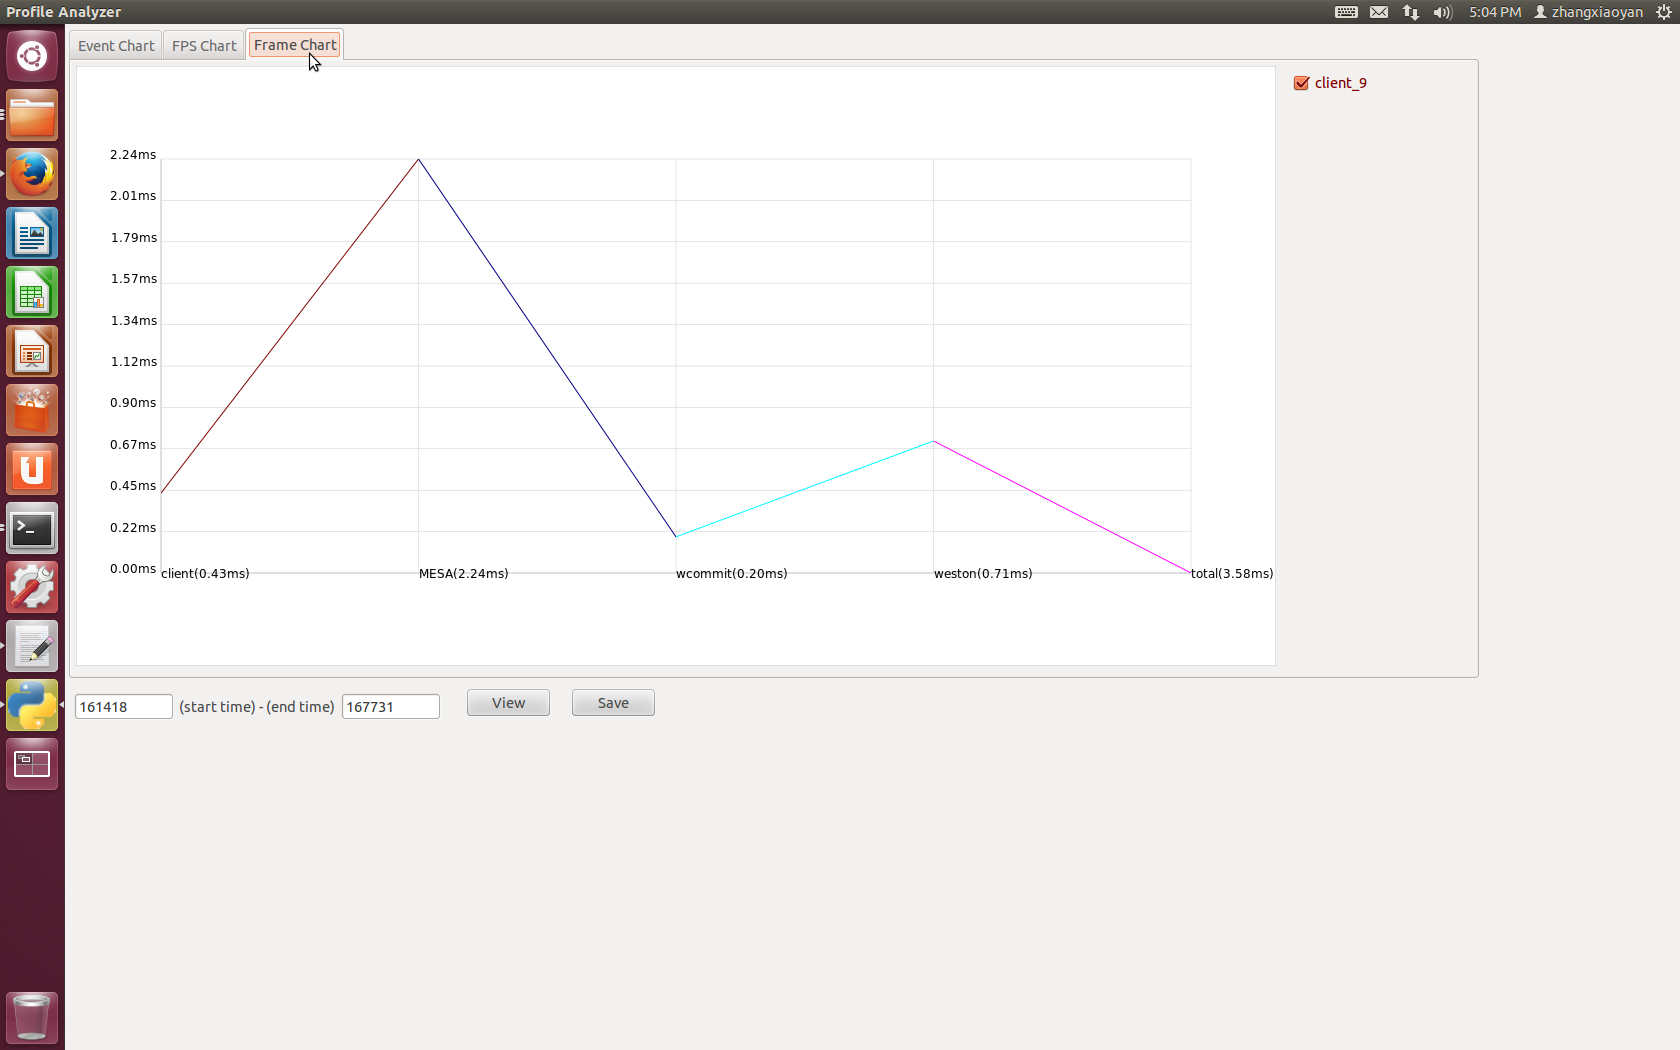 Profile Analyzer
5:04 PM zhangxiaoyan
Event Chart FPS Chart Frame Chart
client_9
2.24ms
2.01ms
1.79ms
1.57ms
1.34ms
1.12ms
0.90ms
0.67ms
0.45ms
0.22ms
0.00ms
client(0.43ms) MESA(2.24ms) wcommit(0.20ms) weston(0.71ms) total(3.58ms)
161418 (start time) - (end time) 167731 View Save